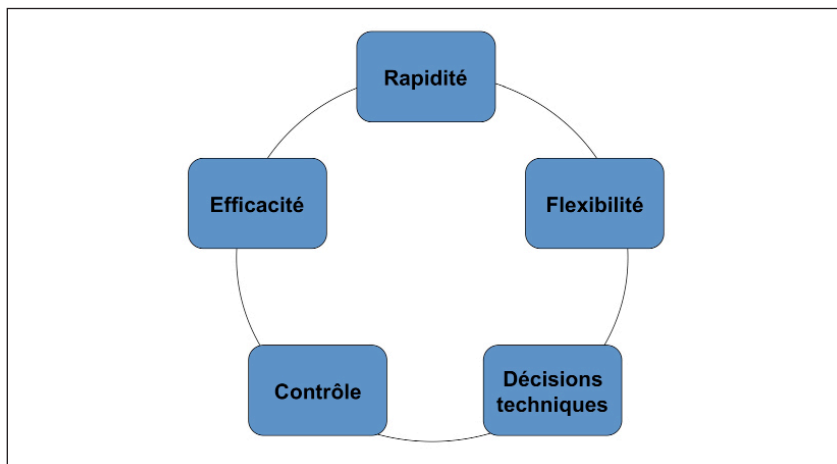 Rapidité
Efficacité
Flexibilité
Contrôle
Décisions
techniques